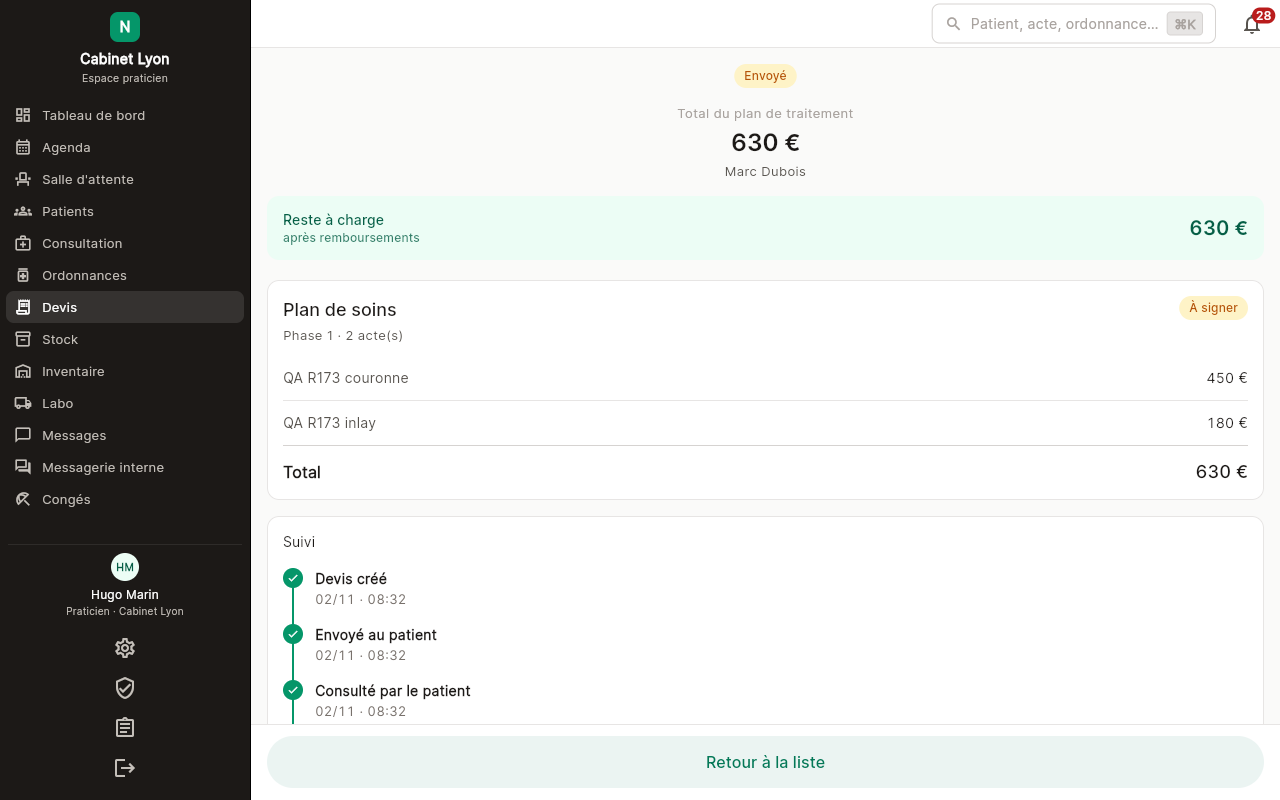 N
Cabinet Lyon
Espace praticien
Tableau de bord
Agenda
Salle d'attente
Patients
Consultation
Ordonnances
Devis
Stock
Inventaire
Labo
Messages
Messagerie interne
Congés
HM
Hugo Marin
Praticien · Cabinet Lyon
Patient, acte, ordonnance... ⌘K
28
Envoyé
Total du plan de traitement
630 €
Marc Dubois
Reste à charge
après remboursements
630 €
Plan de soins
À signer
Phase 1 · 2 acte(s)
QA R173 couronne 450 €
QA R173 inlay 180 €
Total 630 €
Suivi
Devis créé
02/11 · 08:32
Envoyé au patient
02/11 · 08:32
Consulté par le patient
02/11 · 08:32
Retour à la liste